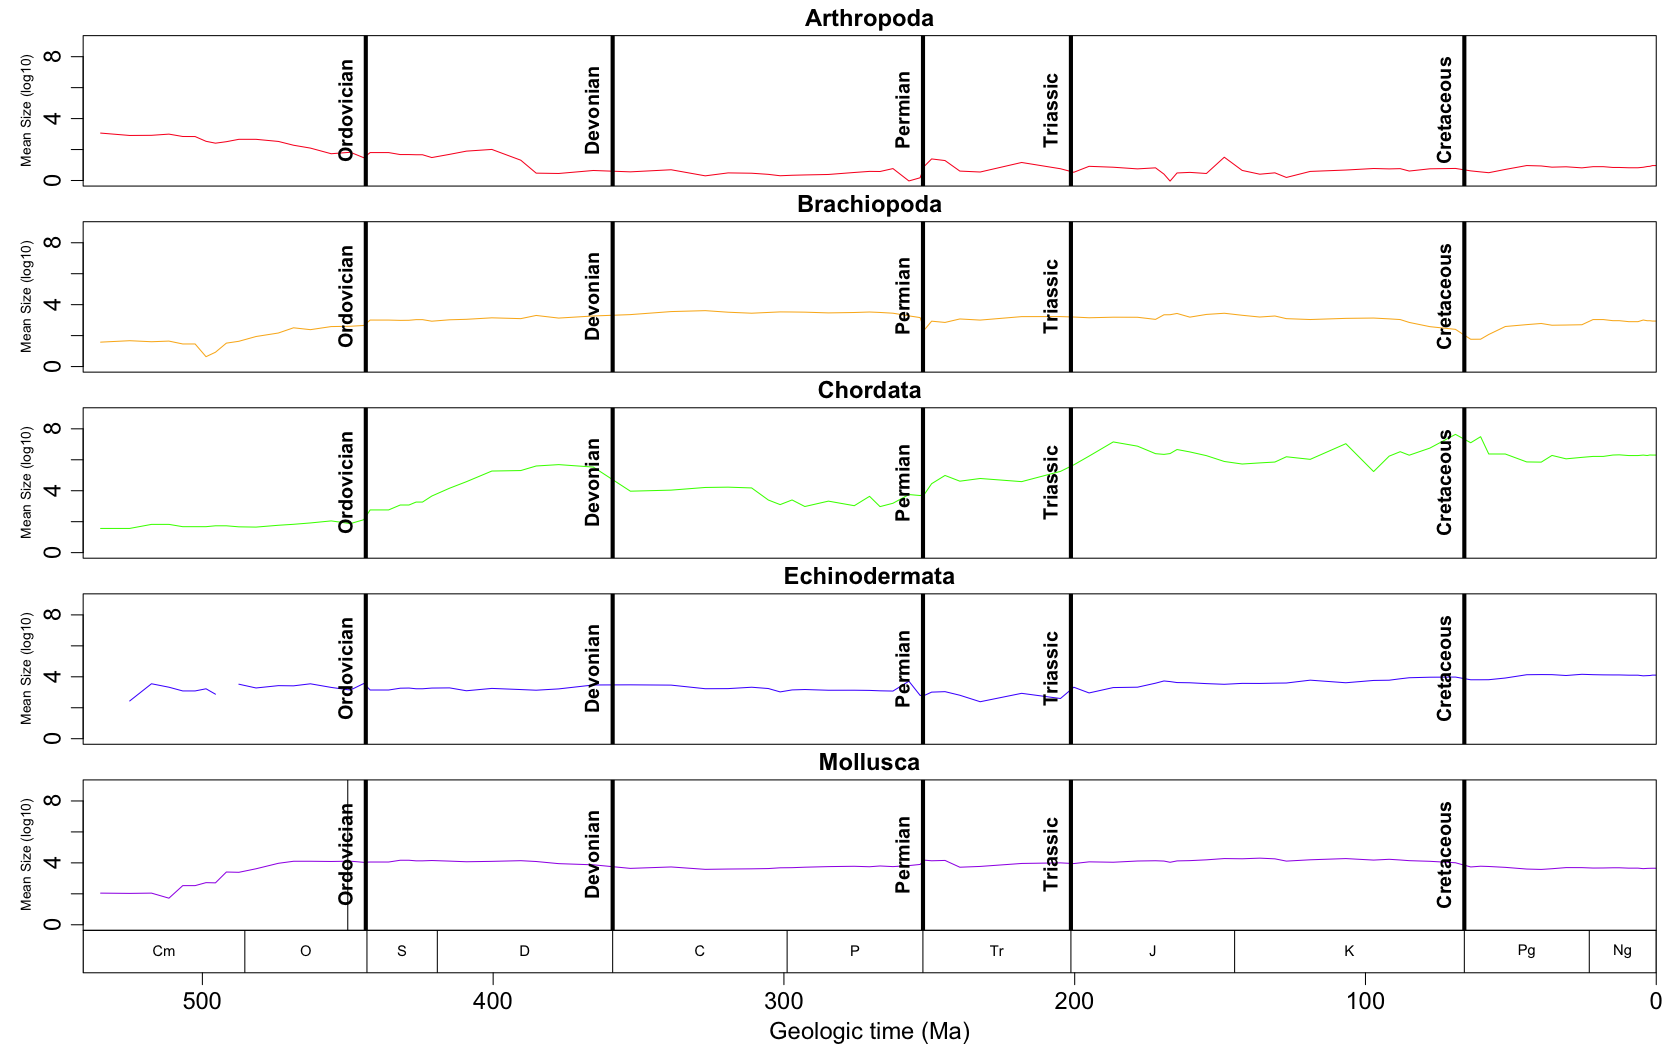 Arthropoda
Mean Size (log10)
0 4 8
Ordovician Devonian Permian Triassic Cretaceous
Brachiopoda
Mean Size (log10)
0 4 8
Ordovician Devonian Permian Triassic Cretaceous
Chordata
Mean Size (log10)
0 4 8
Ordovician Devonian Permian Triassic Cretaceous
Echinodermata
Mean Size (log10)
0 4 8
Ordovician Devonian Permian Triassic Cretaceous
Mollusca
Mean Size (log10)
0 4 8
Ordovician Devonian Permian Triassic Cretaceous
Cm O S D C P Tr J K Pg Ng
500 400 300 200 100 0
Geologic time (Ma)